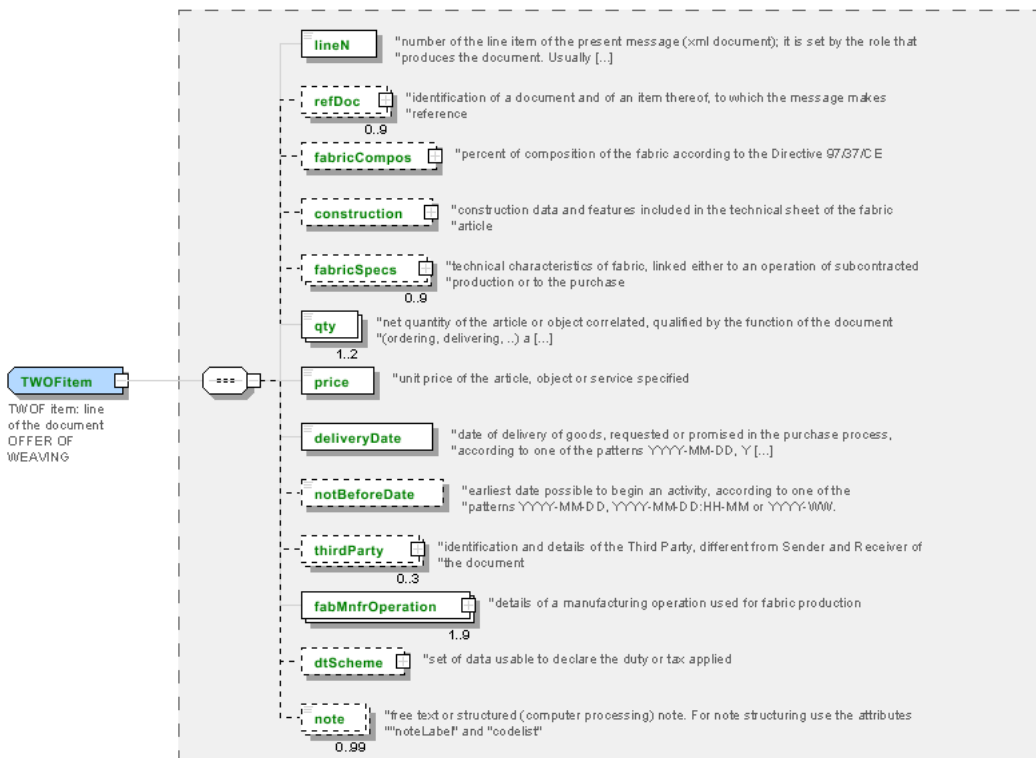 lineN
"number of the line item of the present message (xml document); it is set by the role that
"produces the document. Usually [...]
refDoc
"identification of a document and of an item thereof, to which the message makes
"reference
0..9
fabricCompos
"percent of composition of the fabric according to the Directive 97/37/CE
construction
"construction data and features included in the technical sheet of the fabric
"article
fabricSpecs
"technical characteristics of fabric, linked either to an operation of subcontracted
"production or to the purchase
0..9
qty
"net quantity of the article or object correlated, qualified by the function of the document
"(ordering, delivering, ..) a [...]
1..2
TWOFitem
TWOF item: line
of the document
OFFER OF
WEAVING
price
"unit price of the article, object or service specified
deliveryDate
"date of delivery of goods, requested or promised in the purchase process,
"according to one of the patterns YYYY-MM-DD, Y [...]
notBeforeDate
"earliest date possible to begin an activity, according to one of the
"patterns YYYY-MM-DD, YYYY-MM-DD:HH-MM or YYYY-WW.
thirdParty
"identification and details of the Third Party, different from Sender and Receiver of
"the document
0..3
fabMnfrOperation
"details of a manufacturing operation used for fabric production
1..9
dtScheme
"set of data usable to declare the duty or tax applied
note
"free text or structured (computer processing) note. For note structuring use the attributes
""noteLabel" and "codelist"
0..99